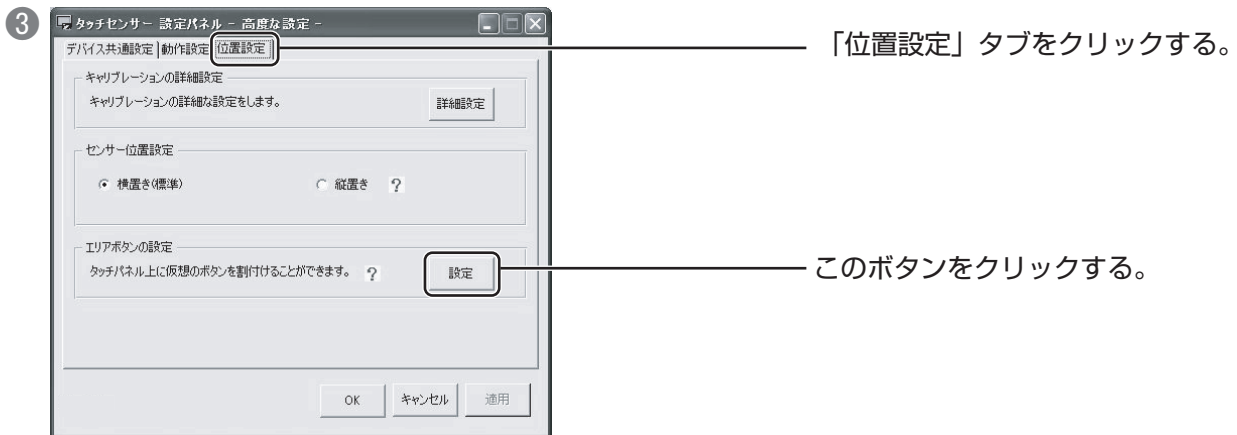 3
タッチセンサー 設定パネル - 高度な設定 -
デバイス共通設定 動作設定 位置設定
「位置設定」タブをクリックする。
キャリブレーションの詳細設定
キャリブレーションの詳細な設定をします。 詳細設定
センサー位置設定
横置き(標準) 縦置き ?
エリアボタンの設定
タッチパネル上に仮想のボタンを割付けることができます。 ? 設定
このボタンをクリックする。
OK キャンセル 適用